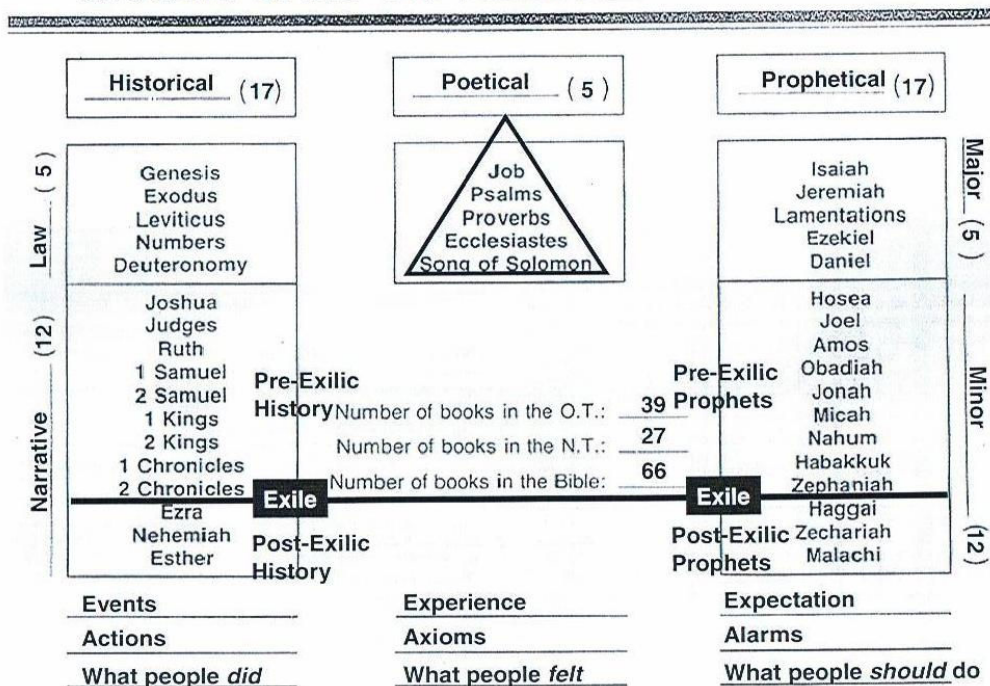 Historical (17)
Poetical (5)
Prophetical (17)
Law (5)
Genesis
Exodus
Leviticus
Numbers
Deuteronomy
Narrative (12)
Joshua
Judges
Ruth
1 Samuel
2 Samuel
1 Kings
2 Kings
1 Chronicles
2 Chronicles
Ezra
Nehemiah
Esther
Pre-Exilic
History
Exile
Post-Exilic
History
Job
Psalms
Proverbs
Ecclesiastes
Song of Solomon
Number of books in the O.T.: 39
Number of books in the N.T.: 27
Number of books in the Bible: 66
Pre-Exilic
Prophets
Exile
Post-Exilic
Prophets
Major (5)
Isaiah
Jeremiah
Lamentations
Ezekiel
Daniel
Minor (12)
Hosea
Joel
Amos
Obadiah
Jonah
Micah
Nahum
Habakkuk
Zephaniah
Haggai
Zechariah
Malachi
Events
Actions
What people did
Experience
Axioms
What people felt
Expectation
Alarms
What people should do